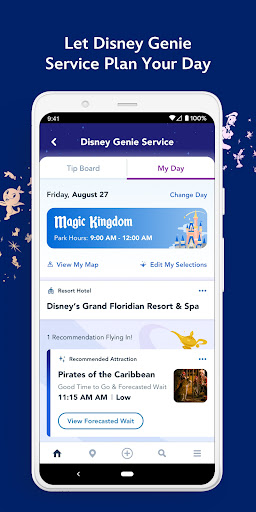 Let Disney Genie
Service Plan Your Day
9:41
100%
Disney Genie Service
Tip Board
My Day
Friday, August 27
Change Day
Magic Kingdom
Park Hours: 9:00 AM - 12:00 AM
View My Map
Edit My Selections
Resort Hotel
Disney's Grand Floridian Resort & Spa
1 Recommendation Flying In!
Recommended Attraction
Pirates of the Caribbean
Good Time to Go & Forecasted Wait
11:15 AM | Low
View Forecasted Wait